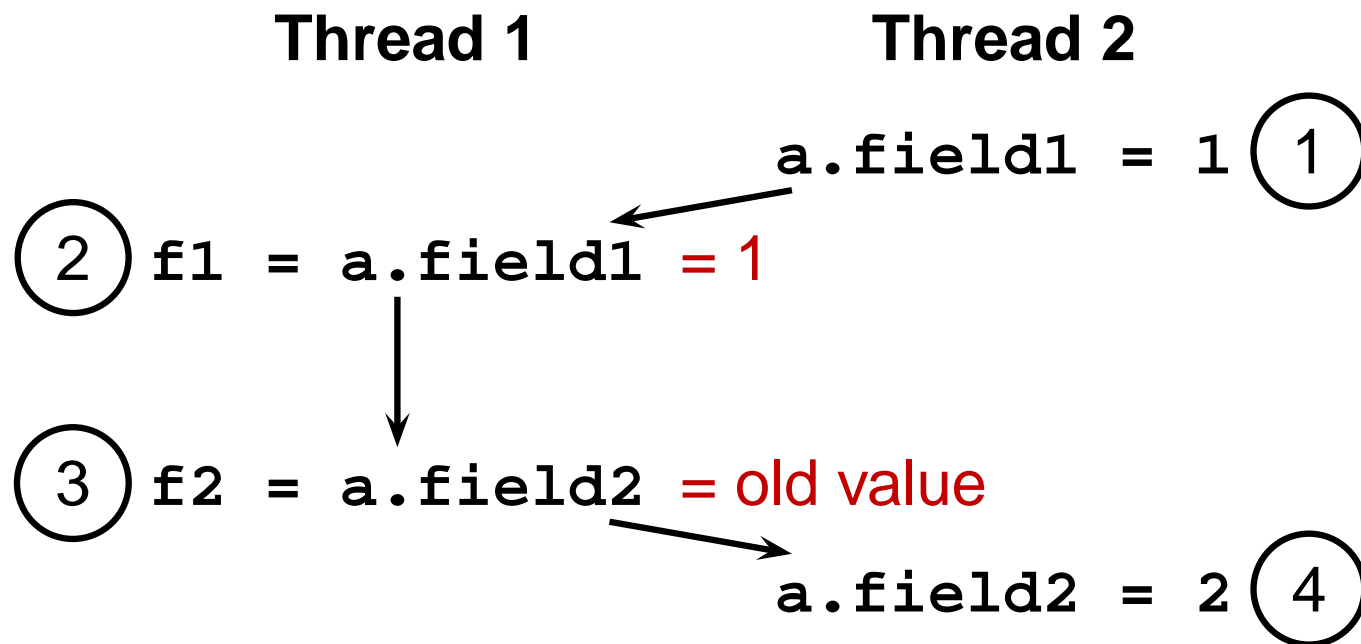 Thread 1 Thread 2
a.field1 = 1 1
2 f1 = a.field1 = 1
3 f2 = a.field2 = old value
a.field2 = 2 4